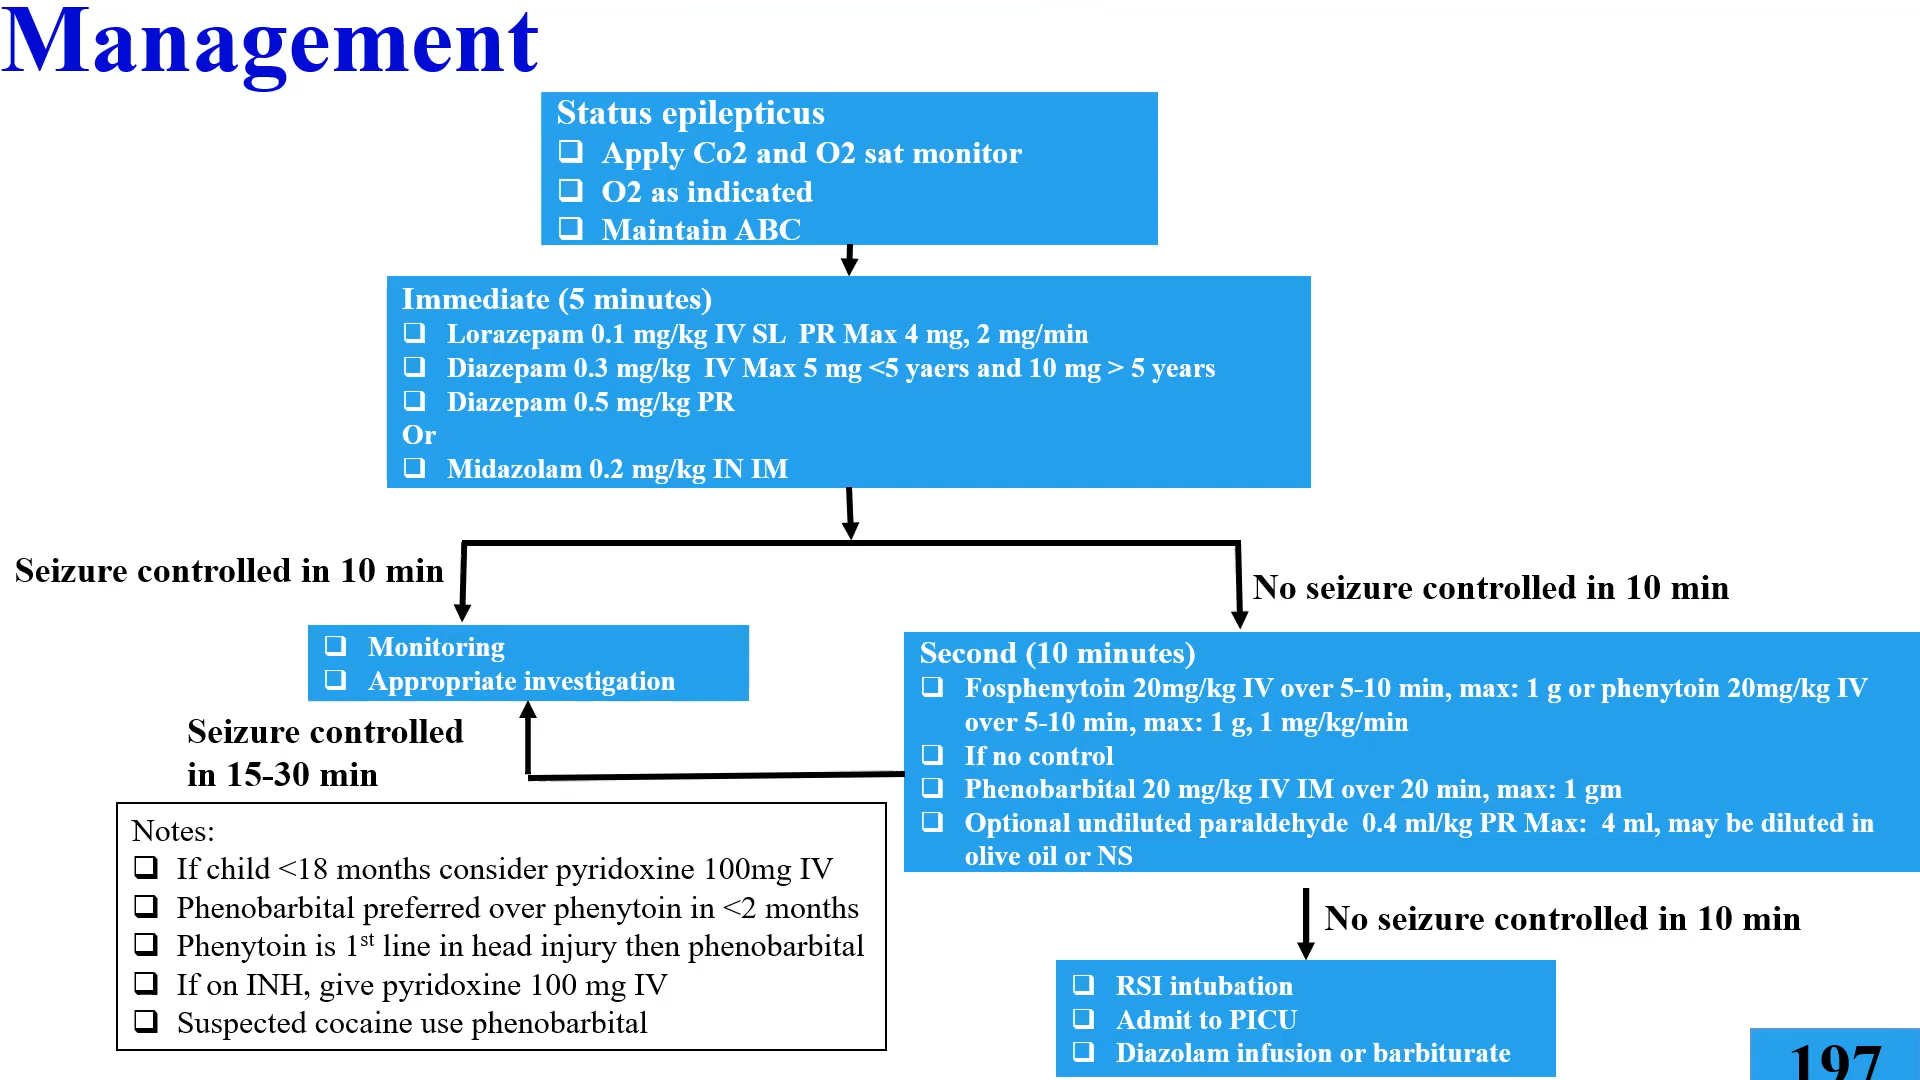 Management
Status epilepticus
Apply Co2 and O2 sat monitor
O2 as indicated
Maintain ABC
Immediate (5 minutes)
Lorazepam 0.1 mg/kg IV SL  PR Max 4 mg, 2 mg/min
Diazepam 0.3 mg/kg  IV Max 5 mg <5 yaers and 10 mg > 5 years
Diazepam 0.5 mg/kg PR
Or
Midazolam 0.2 mg/kg IN IM
Seizure controlled in 10 min
No seizure controlled in 10 min
Monitoring
Appropriate investigation
Second (10 minutes)
Fosphenytoin 20mg/kg IV over 5-10 min, max: 1 g or phenytoin 20mg/kg IV
over 5-10 min, max: 1 g, 1 mg/kg/min
If no control
Phenobarbital 20 mg/kg IV IM over 20 min, max: 1 gm
Optional undiluted paraldehyde  0.4 ml/kg PR Max:  4 ml, may be diluted in
olive oil or NS
Seizure controlled
in 15-30 min
Notes:
If child <18 months consider pyridoxine 100mg IV
Phenobarbital preferred over phenytoin in <2 months
Phenytoin is 1st line in head injury then phenobarbital
If on INH, give pyridoxine 100 mg IV
Suspected cocaine use phenobarbital
No seizure controlled in 10 min
RSI intubation
Admit to PICU
Diazolam infusion or barbiturate
197